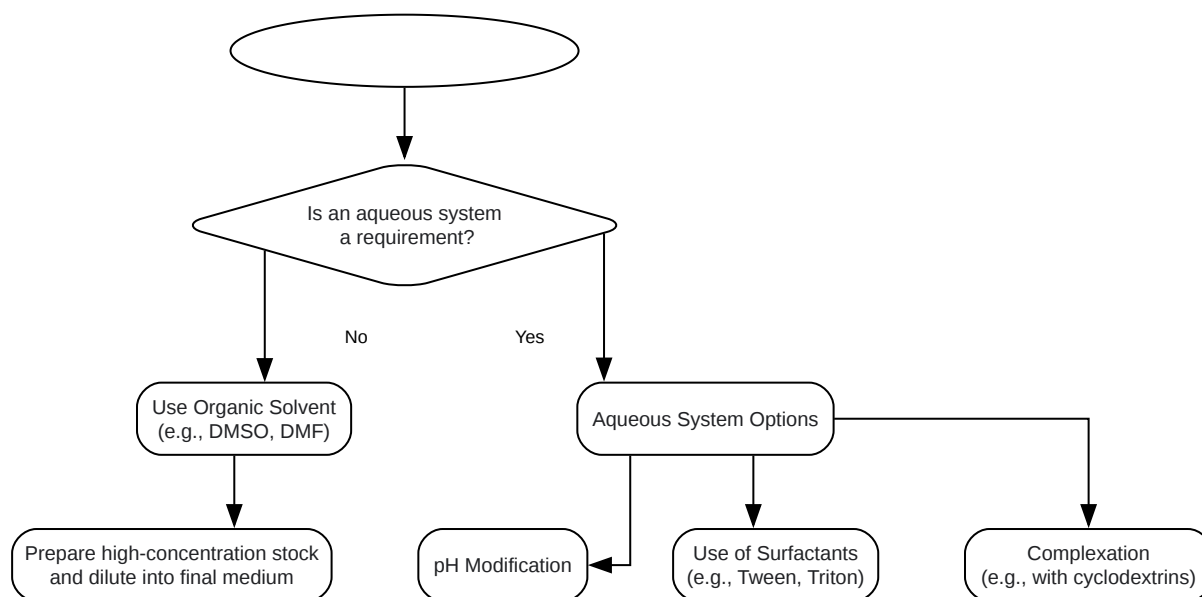 Is an aqueous system
a requirement?
No
Yes
Use Organic Solvent
(e.g., DMSO, DMF)
Aqueous System Options
Prepare high-concentration stock
and dilute into final medium
pH Modification
Use of Surfactants
(e.g., Tween, Triton)
Complexation
(e.g., with cyclodextrins)